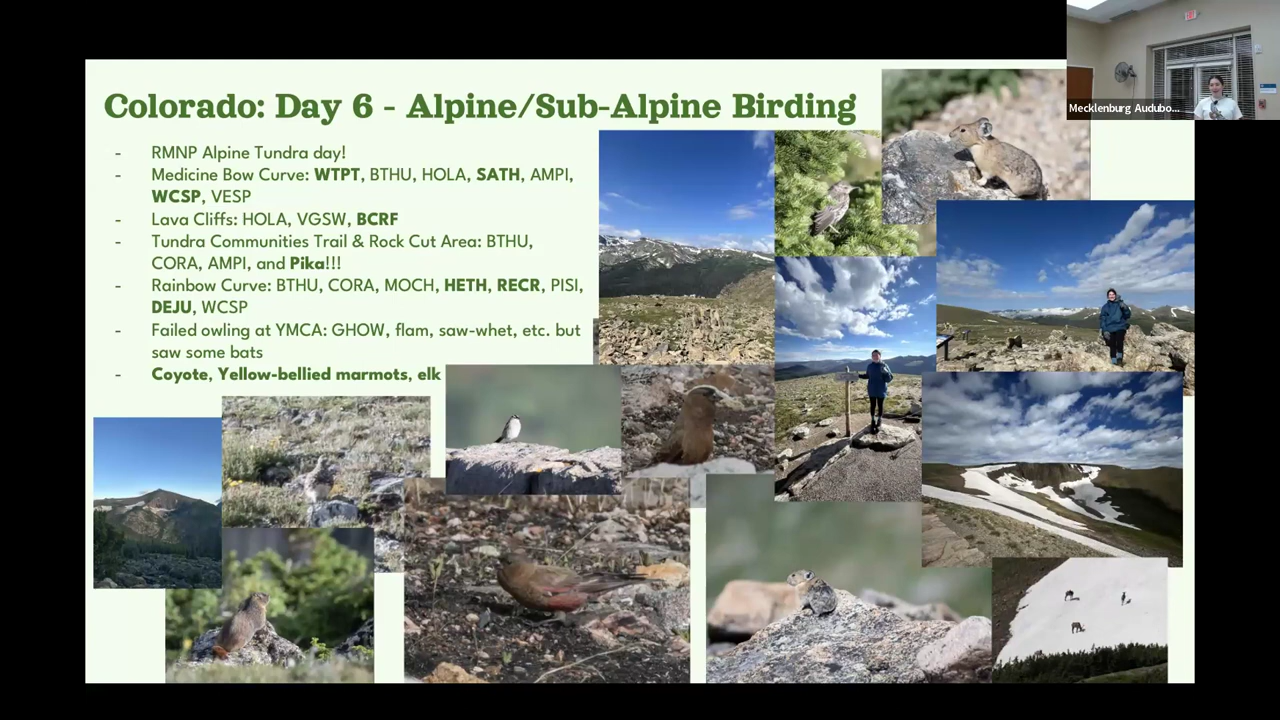 Colorado: Day 6 - Alpine/Sub-Alpine Birding
- RMNP Alpine Tundra day!
- Medicine Bow Curve: WTPT, BTHU, HOLA, SATH, AMPI,
WCSP, VESP
- Lava Cliffs: HOLA, VGSW, BCRF
- Tundra Communities Trail & Rock Cut Area: BTHU,
CORA, AMPI, and Pika!!!
- Rainbow Curve: BTHU, CORA, MOCH, HETH, RECR, PISI,
DEJU, WCSP
- Failed owling at YMCA: GHOW, flam, saw-whet, etc. but
saw some bats
- Coyote, Yellow-bellied marmots, elk
Mecklenburg Audubo...